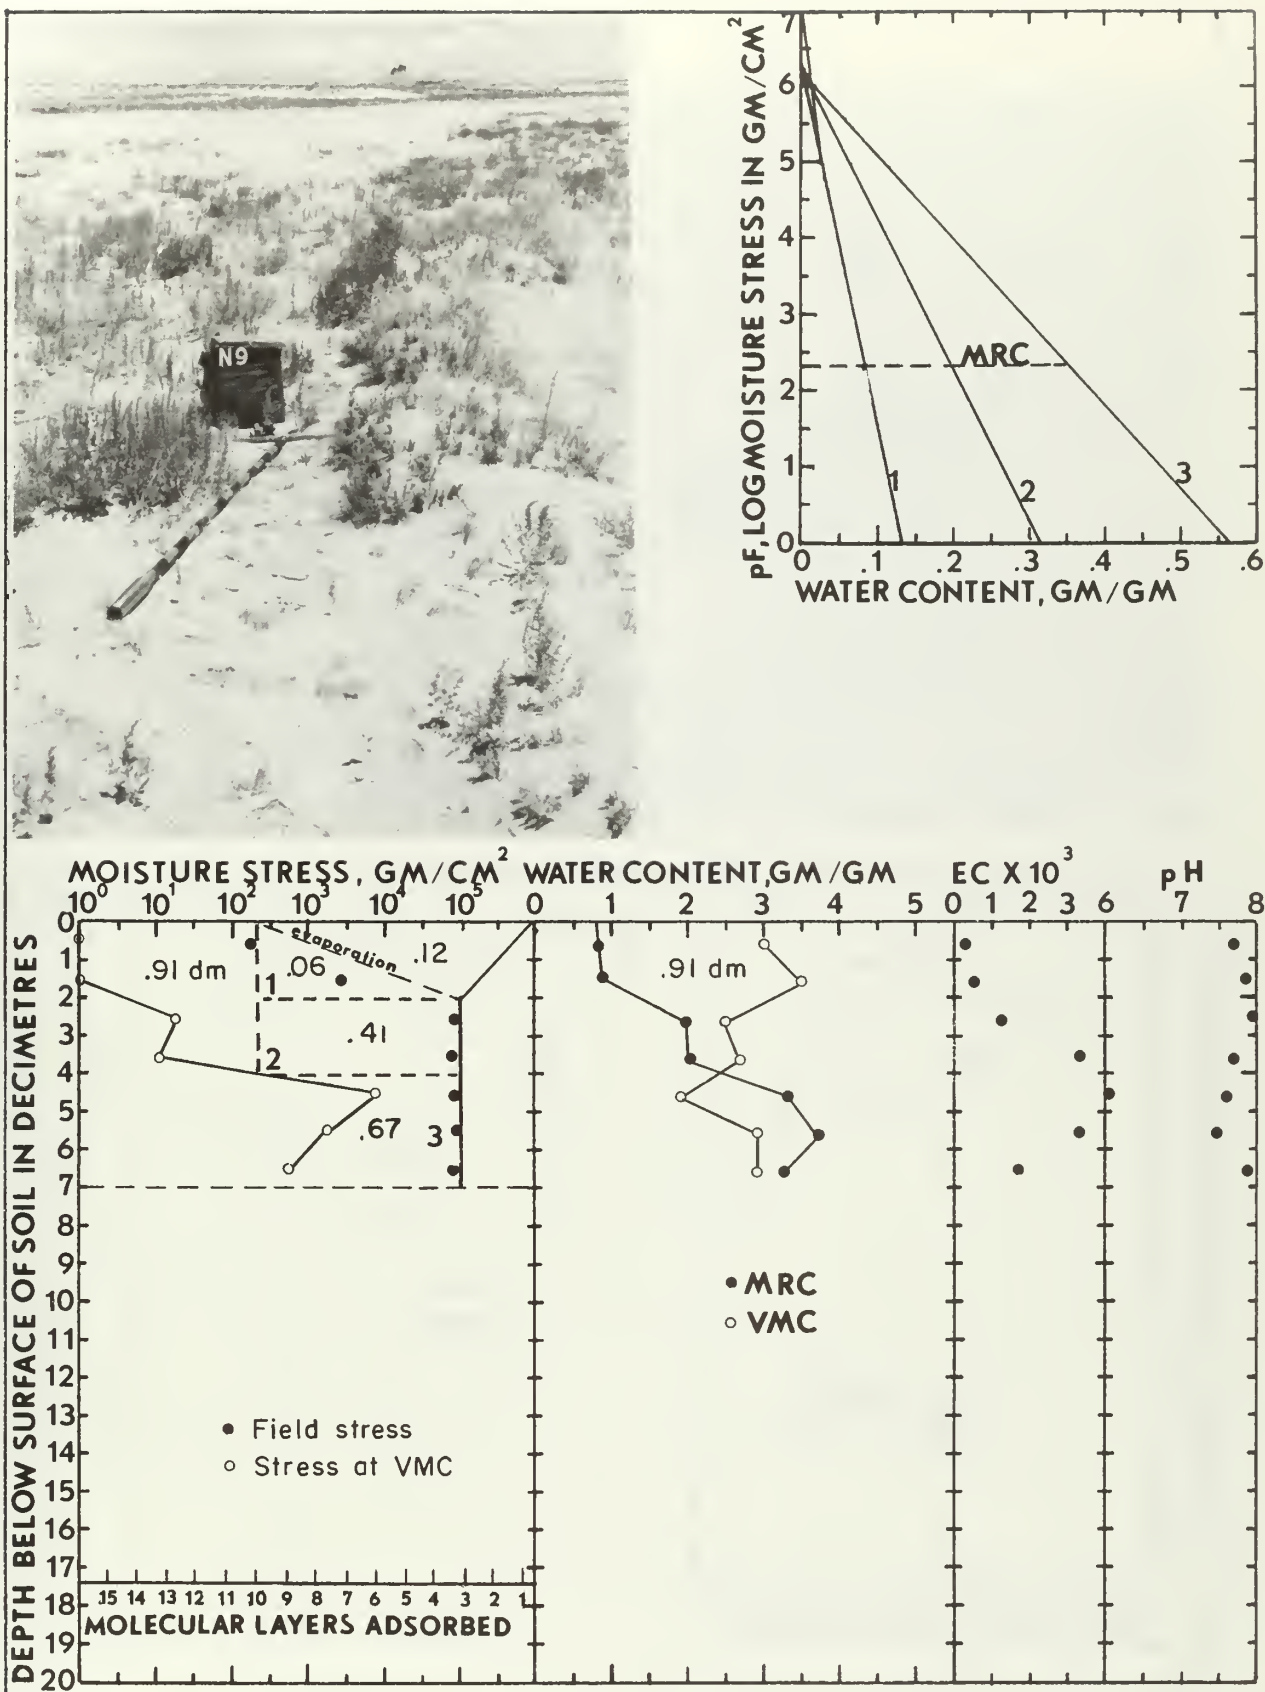 N9
pF, LOG MOISTURE STRESS IN GM/CM²
7
6
5
4
3
2
1
0
MRC
1
2
3
0 .1 .2 .3 .4 .5 .6
WATER CONTENT, GM/GM
MOISTURE STRESS, GM/CM² WATER CONTENT, GM/GM EC X 10³ pH
10⁰ 10¹ 10² 10³ 10⁴ 10⁵ 0 1 2 3 4 5 0 1 2 3 6 7 8
DEPTH BELOW SURFACE OF SOIL IN DECIMETRES
0
1
2
3
4
5
6
7
8
9
10
11
12
13
14
15
16
17
18
19
20
evaporation
.91 dm .06 .12
1
.41
2
.67 3
.91 dm
MRC
VMC
Field stress
Stress at VMC
15 14 13 12 11 10 9 8 7 6 5 4 3 2 1
MOLECULAR LAYERS ADSORBED